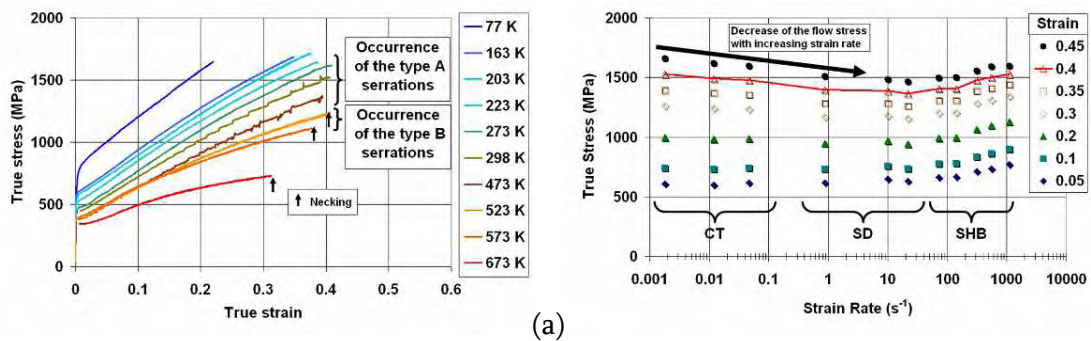 2000
1500
1000
500
0
True stress (MPa)
0
0.1
0.2
0.3
0.4
0.5
0.6
True strain
Occurrence
of the type A
serrations
Occurrence
of the type B
serrations
Necking
77 K
163 K
203 K
223 K
273 K
298 K
473 K
523 K
573 K
673 K
(a)
2000
1500
1000
500
0
True stress (MPa)
Decrease of the flow stress
with increasing strain rate
CT
SD
SHB
0.001
0.01
0.1
1
10
100
1000
10000
Strain Rate (s⁻¹)
Strain
0.45
0.4
0.35
0.3
0.2
0.1
0.05